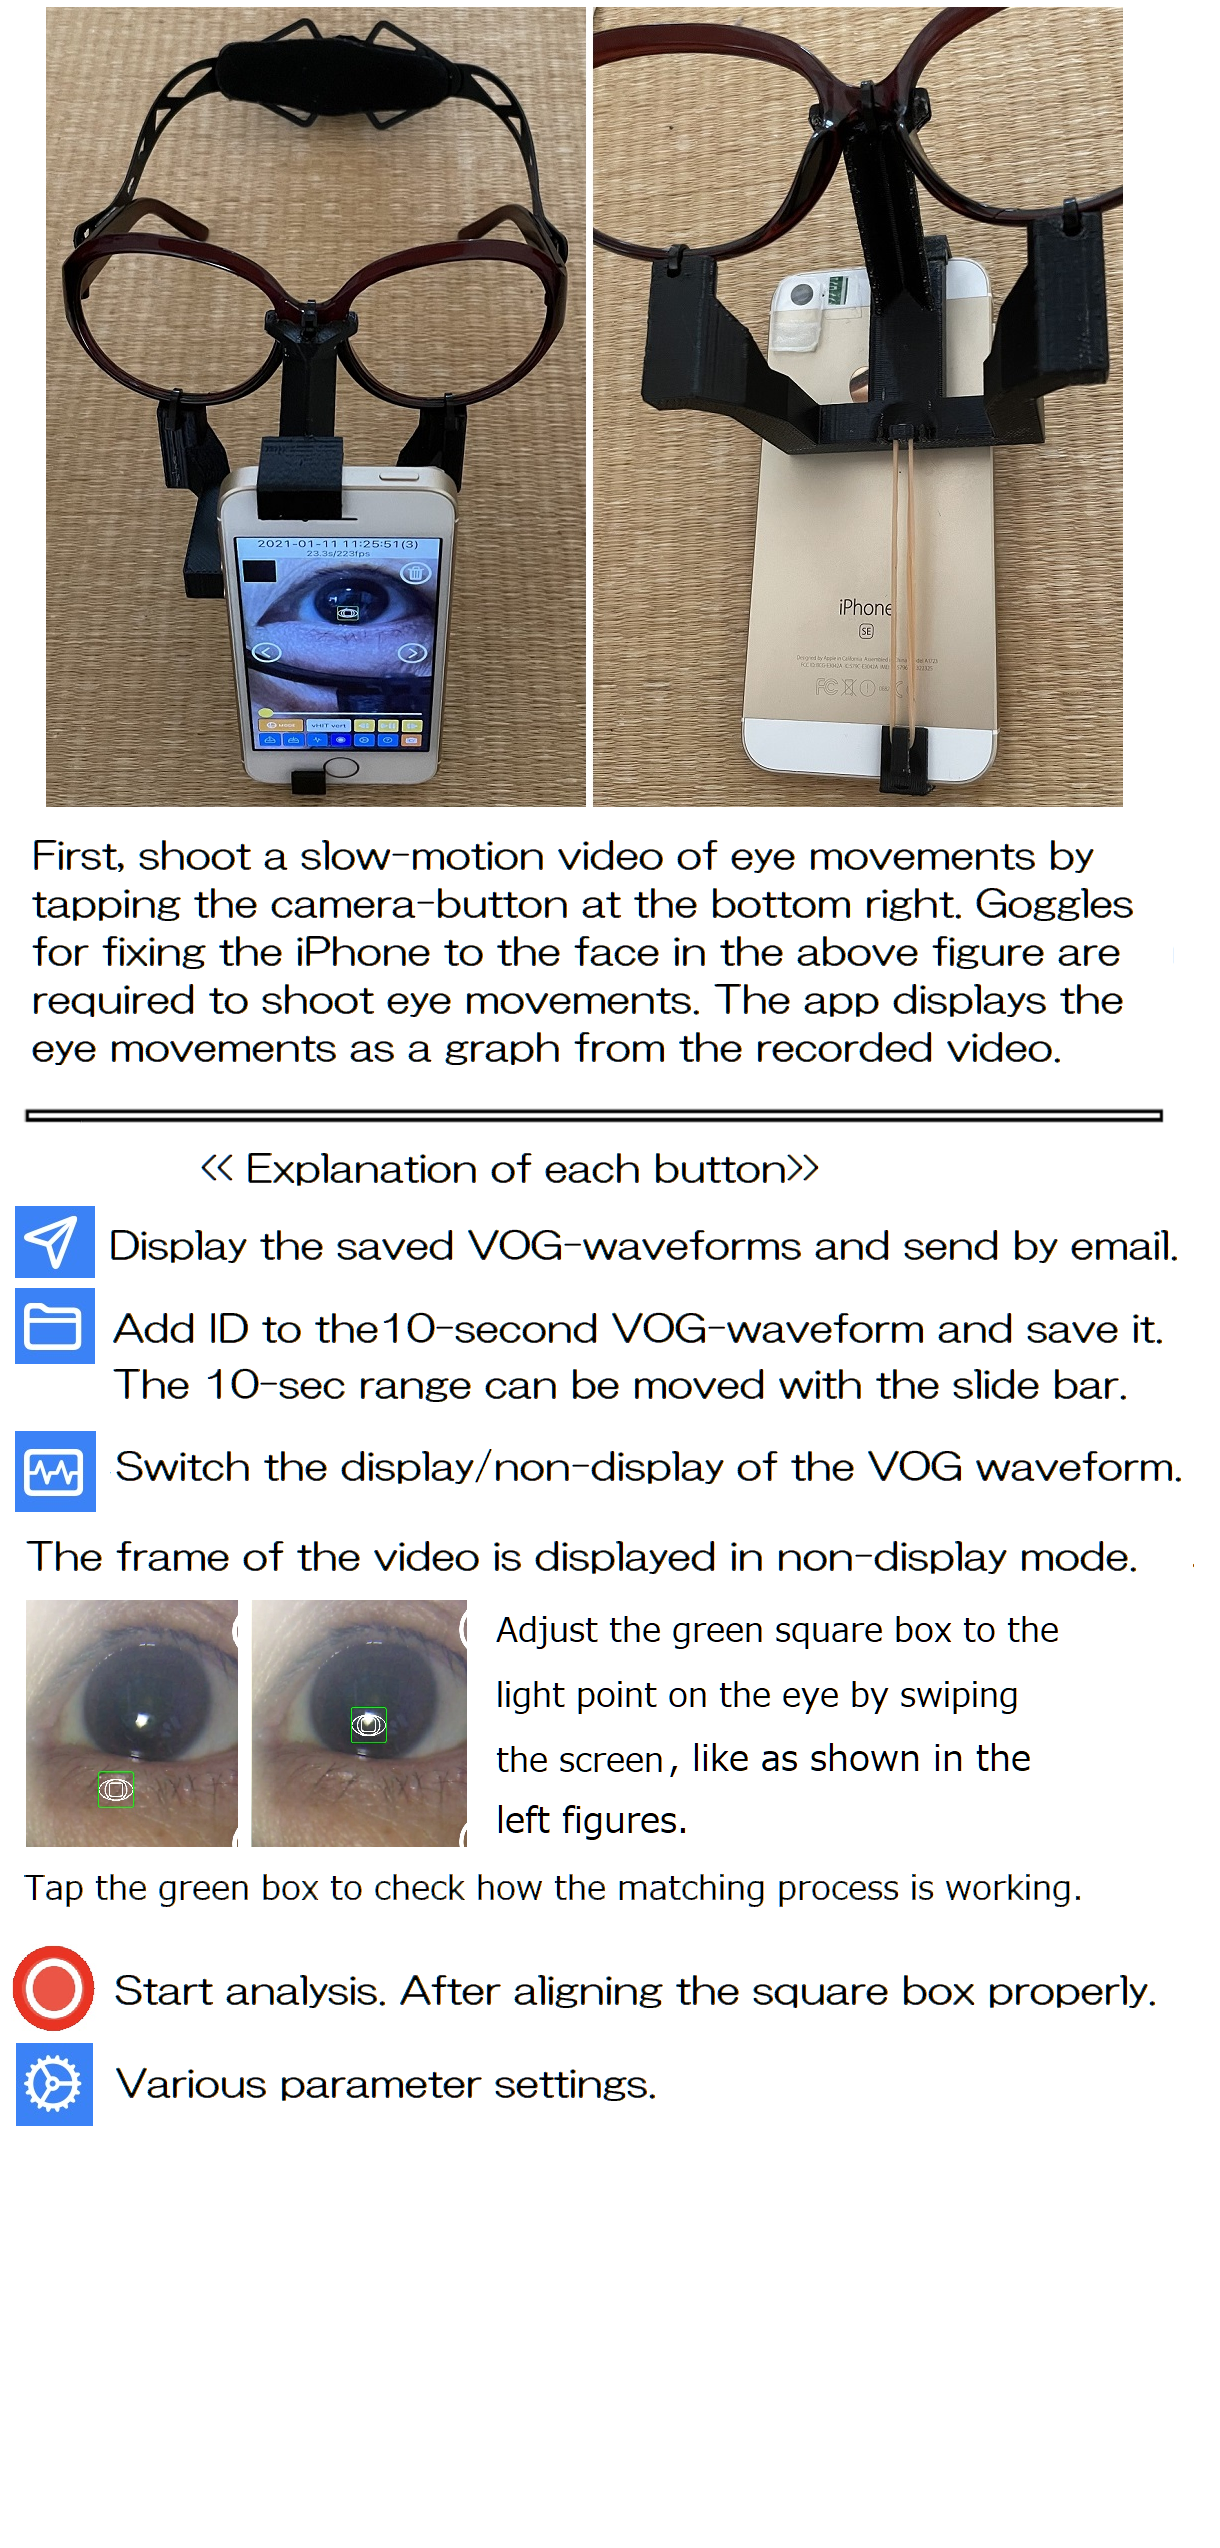 2021-01-11 11:25:51(3)
23.3s/223fps
MODE
vHIT vert
iPhone
SE
Designed by Apple in California Assembled
First, shoot a slow-motion video of eye movements by
tapping the camera-button at the bottom right. Goggles
for fixing the iPhone to the face in the above figure are
required to shoot eye movements. The app displays the
eye movements as a graph from the recorded video.
<< Explanation of each button>>
Display the saved VOG-waveforms and send by email.
Add ID to the10-second VOG-waveform and save it.
The 10-sec range can be moved with the slide bar.
Switch the display/non-display of the VOG waveform.
The frame of the video is displayed in non-display mode.
Adjust the green square box to the
light point on the eye by swiping
the screen, like as shown in the
left figures.
Tap the green box to check how the matching process is working.
Start analysis. After aligning the square box properly.
Various parameter settings.